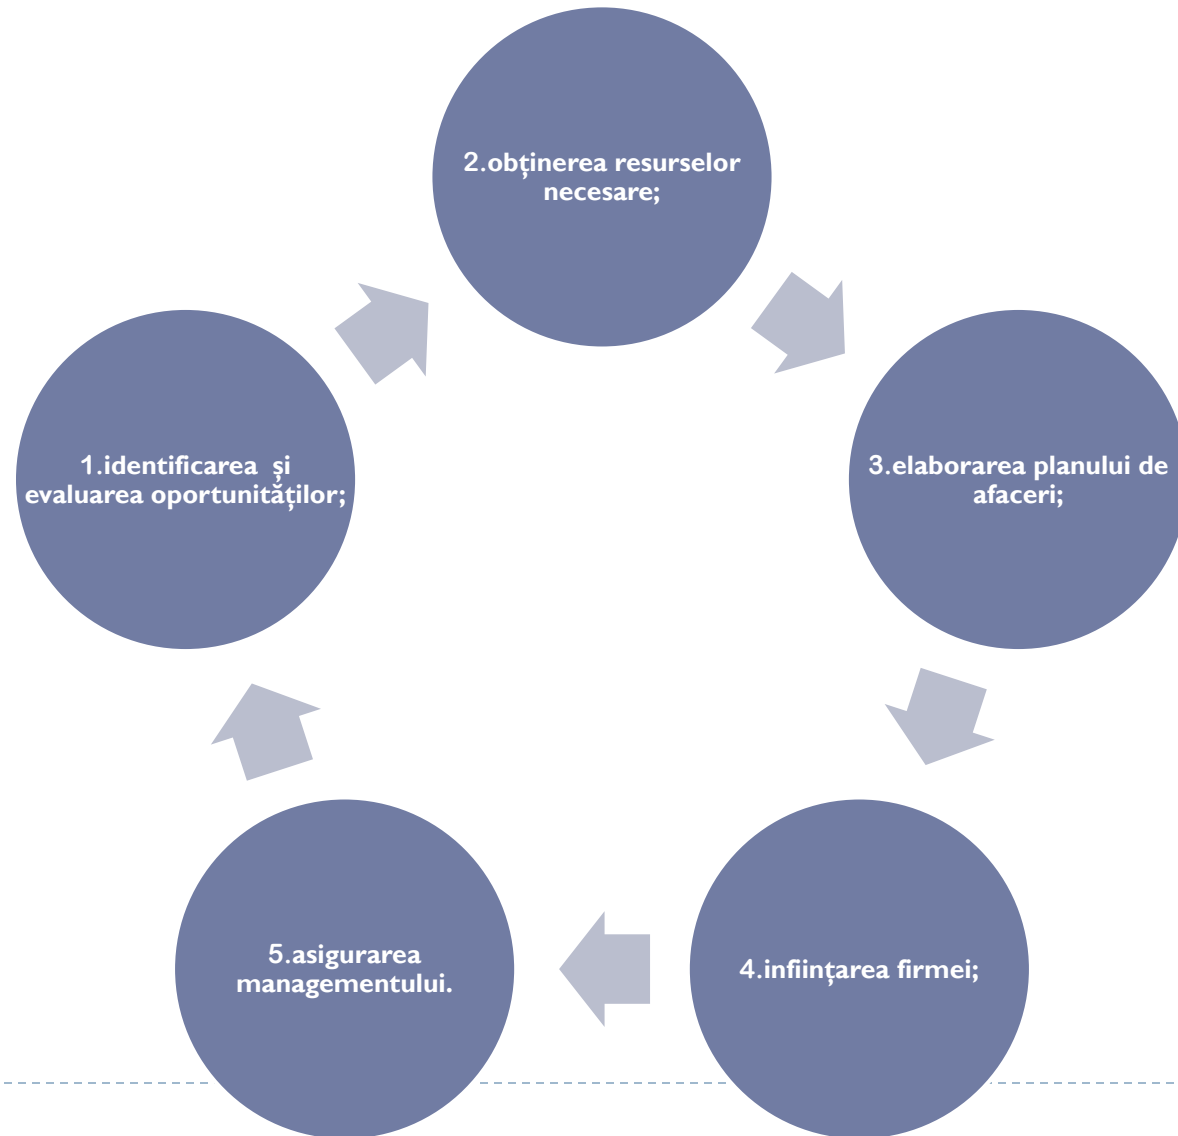 1.identificarea și
evaluarea oportunităților;
2.obținerea resurselor
necesare;
3.elaborarea planului de
afaceri;
4.inființarea firmei;
5.asigurarea
managementului.